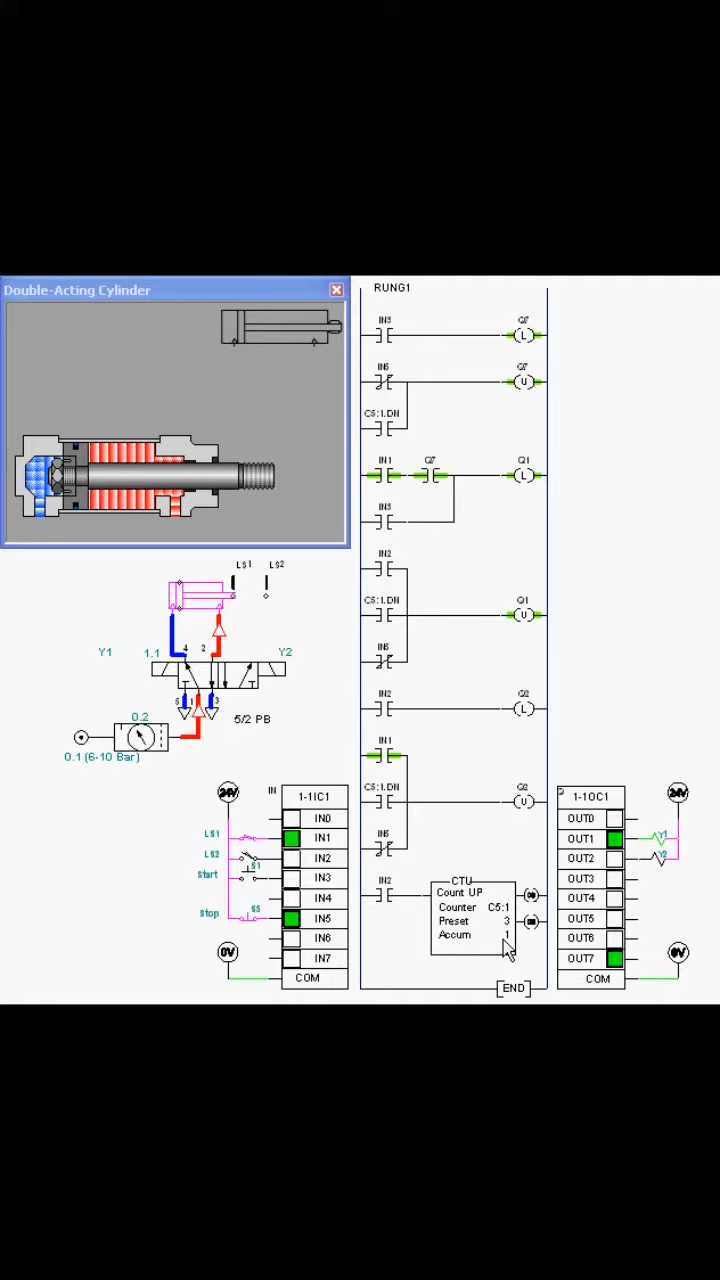 Double-Acting Cylinder
RUNG1
IN3 Q7
IN5 Q7
U
C5:1.DN
IN1 Q7 Q1
L
IN3
IN2
C5:1.DN Q1
U
IN5
IN2 Q2
L
IN1
C5:1.DN Q2
U
IN5
IN2
CTU
Count UP
Counter C5:1
Preset 3
Accum 1
END
LS1 LS2
Y1 1.1 4 2 Y2
5 1 3
5/2 PB
0.2
0.1 (6-10 Bar)
24V IN 1-1IC1
IN0
LS1 IN1
LS2 IN2
Start S1 IN3
IN4
Stop S5 IN5
IN6
0V IN7
COM
1-1OC1 24V
OUT0
OUT1 Y1
OUT2 Y2
OUT3
OUT4
OUT5
OUT6
OUT7 0V
COM